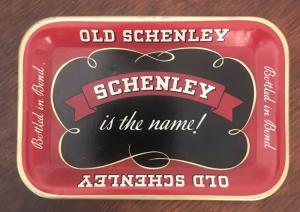 OLD SCHENLEY
Bottled in Bond.
SCHENLEY
is the name!
Bottled in Bond
OLD SCHENLEY